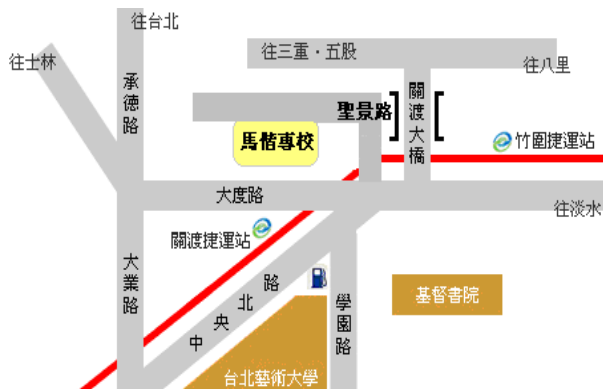 往台北
往士林
往三重．五股
往八里
承德路
聖景路
關渡大橋
馬偕專校
竹圍捷運站
大度路
往淡水
關渡捷運站
大業路
中央北路
學園路
基督書院
台北藝術大學